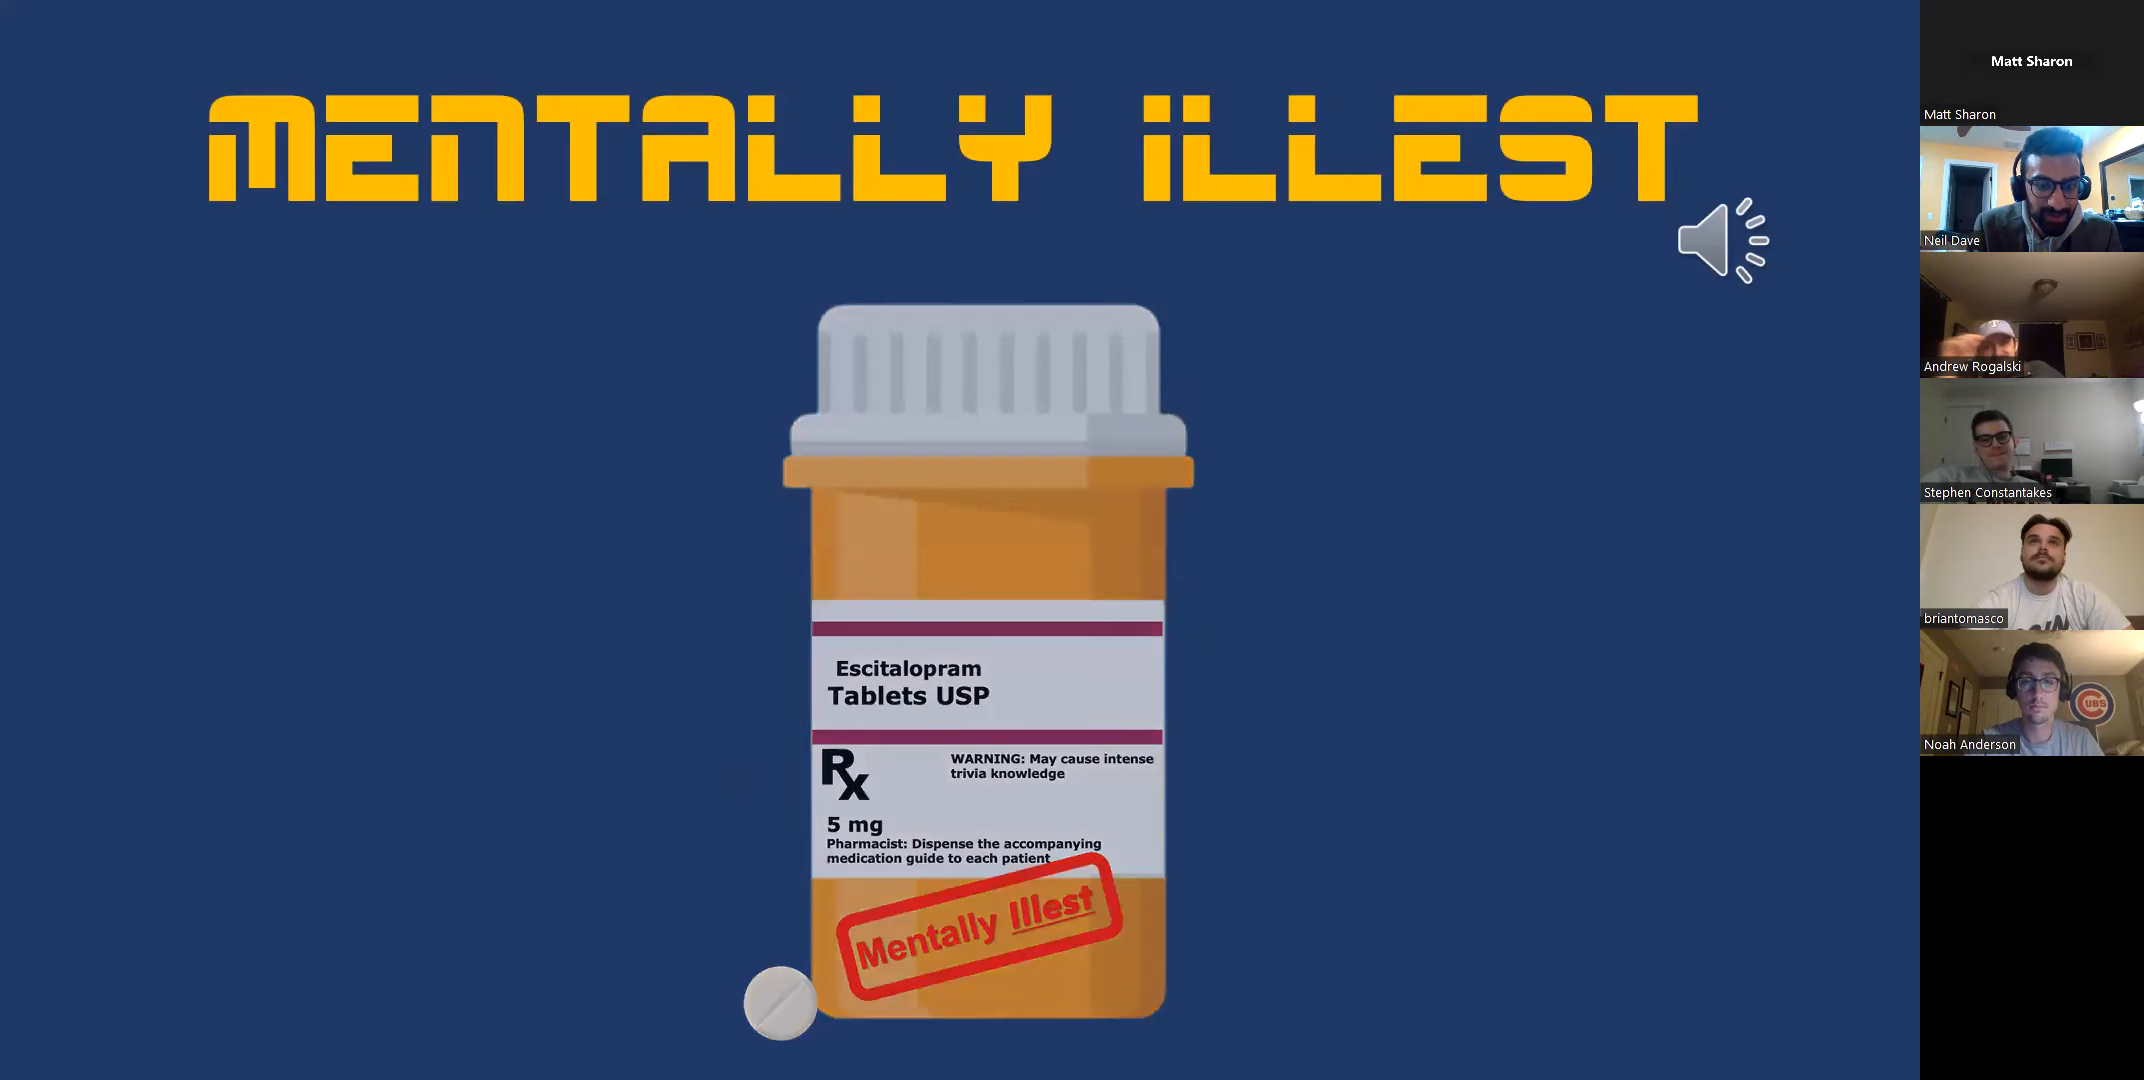 MENTALLY ILLEST
Escitalopram
Tablets USP
Rx
WARNING: May cause intense
trivia knowledge
5 mg
Pharmacist: Dispense the accompanying
medication guide to each patient
Mentally Illest
Matt Sharon
Matt Sharon
Neil Dave
Andrew Rogalski
Stephen Constantakes
briantomasco
CUBS
Noah Anderson